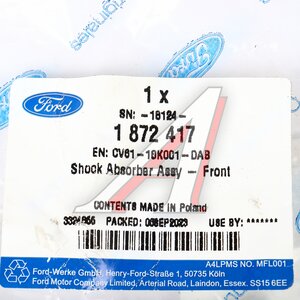 Ford
1 x
SN: -18124-
1 872 417
EN: CV61-18K001-DAB
Shock Absorber Assy - Front
CONTENTS MADE IN Poland
3324866 PACKED: 06SEP2023 USE BY:*******
A4LPMS NO. MFL001
Ford-Werke GmbH, Henry-Ford-Straße 1, 50735 Köln
Ford Motor Company Limited, Arterial Road, Laindon, Essex. SS15 6EE